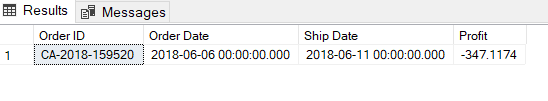 Results Messages
Order ID Order Date Ship Date Profit
1 CA-2018-159520 2018-06-06 00:00:00.000 2018-06-11 00:00:00.000 -347.1174